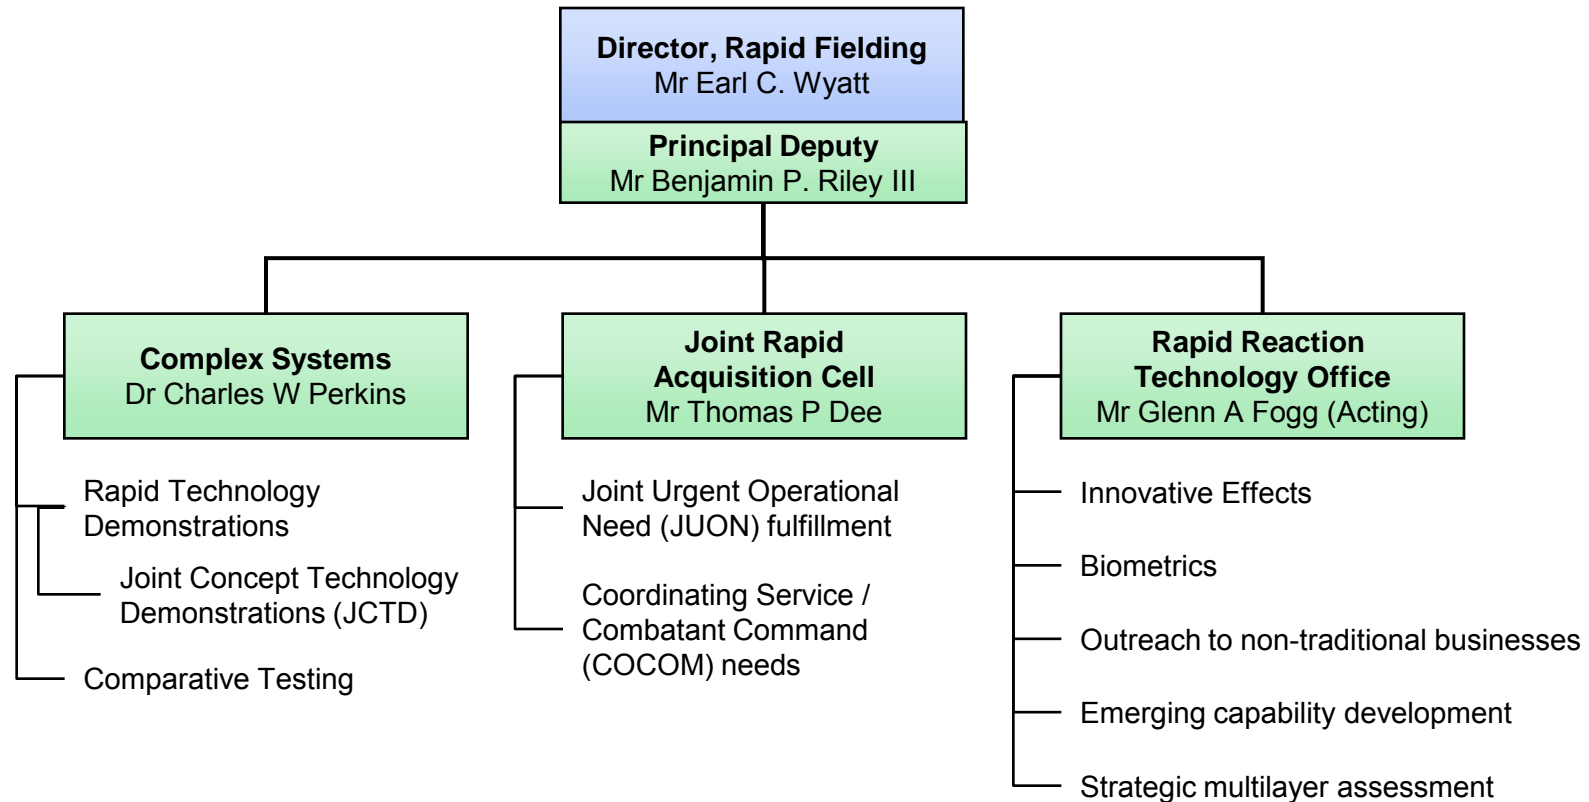 Director, Rapid Fielding
Mr Earl C. Wyatt
Principal Deputy
Mr Benjamin P. Riley III
Complex Systems
Dr Charles W Perkins
Rapid Technology
Demonstrations
Joint Concept Technology
Demonstrations (JCTD)
Comparative Testing
Joint Rapid
Acquisition Cell
Mr Thomas P Dee
Joint Urgent Operational
Need (JUON) fulfillment
Coordinating Service /
Combatant Command
(COCOM) needs
Rapid Reaction
Technology Office
Mr Glenn A Fogg (Acting)
Innovative Effects
Biometrics
Outreach to non-traditional businesses
Emerging capability development
Strategic multilayer assessment